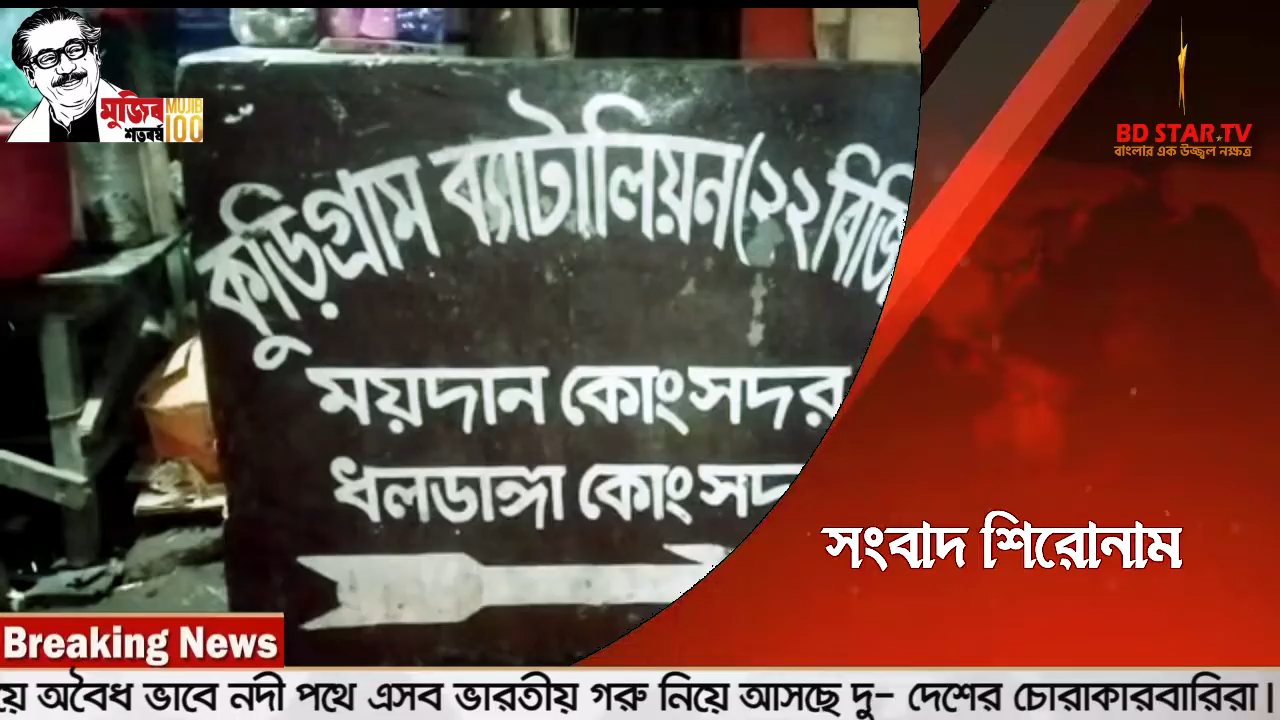 মুজিব
শতবর্ষ
MUJIB
100
BD STAR TV
বাংলার এক উজ্জ্বল নক্ষত্র
কুড়িগ্রাম ব্যাটালিয়ন(২২বিজি
ময়দান কোং সদর
ধলডাঙ্গা কোং সদ
সংবাদ শিরোনাম
Breaking News
য়ে অবৈধ ভাবে নদী পথে এসব ভারতীয় গরু নিয়ে আসছে দু– দেশের চোরাকারবারিরা।